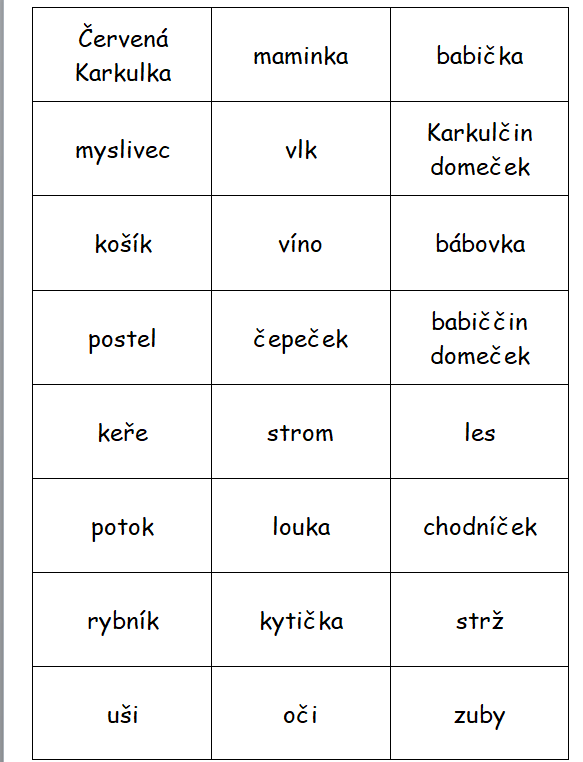 Červená
Karkulka
maminka
babička
myslivec
vlk
Karkulčin
domeček
košík
víno
bábovka
postel
čepeček
babiččin
domeček
keře
strom
les
potok
louka
chodníček
rybník
kytička
strž
uši
oči
zuby